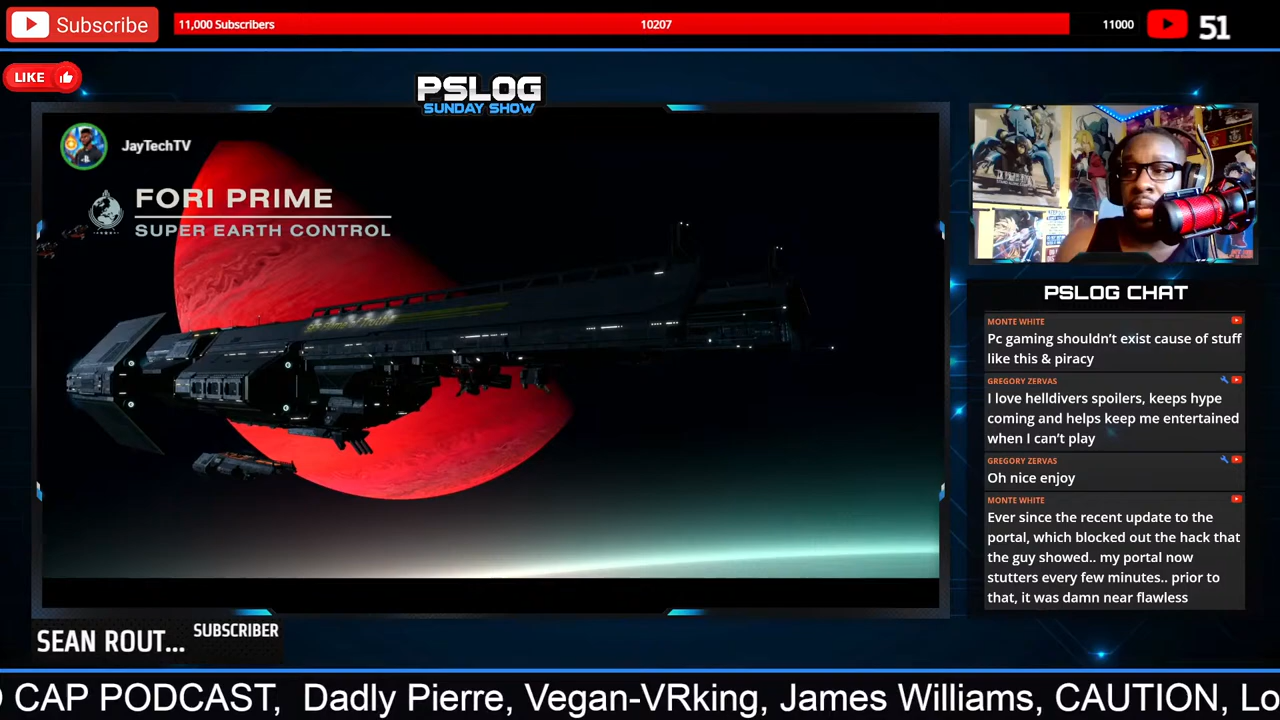 Subscribe
11,000 Subscribers
10207
11000
51
LIKE
PSLOG
SUNDAY SHOW
JayTechTV
FORI PRIME
SUPER EARTH CONTROL
PSLOG CHAT
MONTE WHITE
Pc gaming shouldn't exist cause of stuff
like this & piracy
GREGORY ZERVAS
I love helldivers spoilers, keeps hype
coming and helps keep me entertained
when I can't play
GREGORY ZERVAS
Oh nice enjoy
MONTE WHITE
Ever since the recent update to the
portal, which blocked out the hack that
the guy showed.. my portal now
stutters every few minutes.. prior to
that, it was damn near flawless
SEAN ROUT... SUBSCRIBER
CAP PODCAST, Dadly Pierre, Vegan-VRking, James Williams, CAUTION, Lo